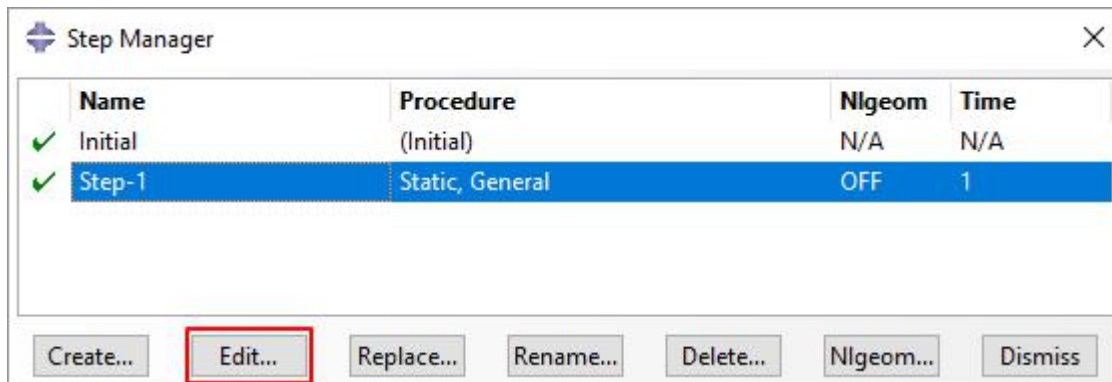 Step Manager
Name Procedure Nlgeom Time
Initial (Initial) N/A N/A
Step-1 Static, General OFF 1
Create... Edit... Replace... Rename... Delete... Nlgeom... Dismiss